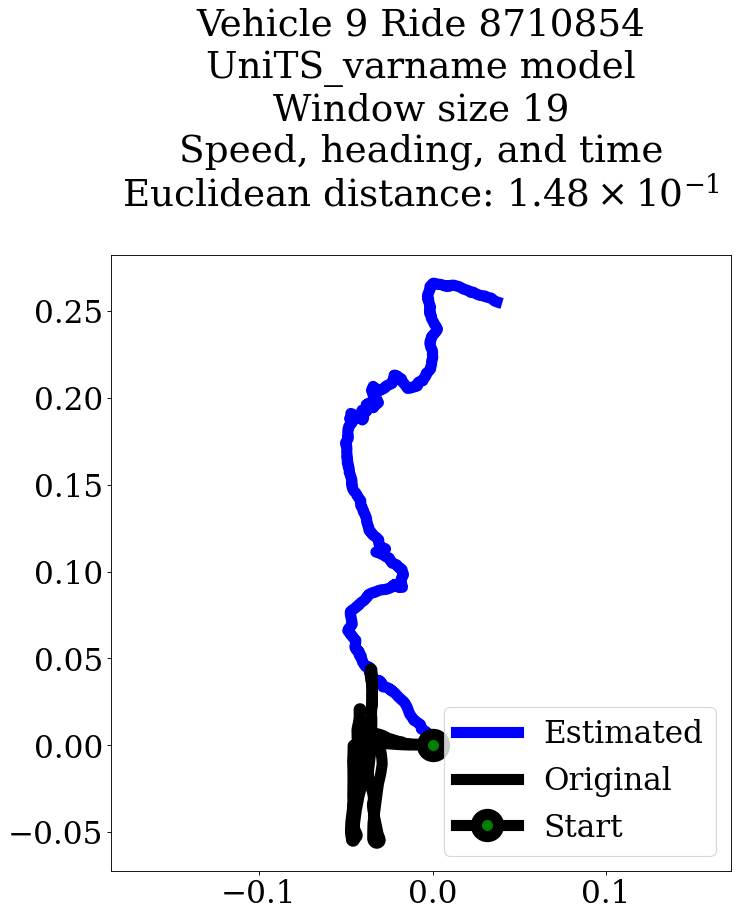 Vehicle 9 Ride 8710854
UniTS_varname model
Window size 19
Speed, heading, and time
Euclidean distance: 1.48 × 10⁻¹
0.25
0.20
0.15
0.10
0.05
0.00
−0.05
Estimated
Original
Start
−0.1
0.0
0.1